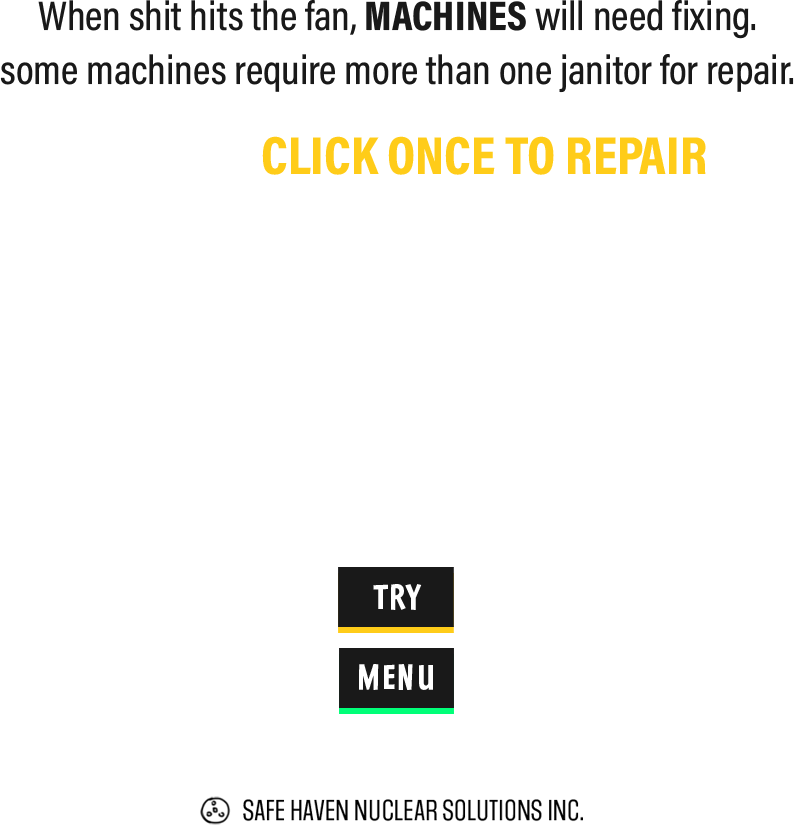 When shit hits the fan, MACHINES will need fixing.
some machines require more than one janitor for repair.
CLICK ONCE TO REPAIR
TRY
MENU
SAFE HAVEN NUCLEAR SOLUTIONS INC.